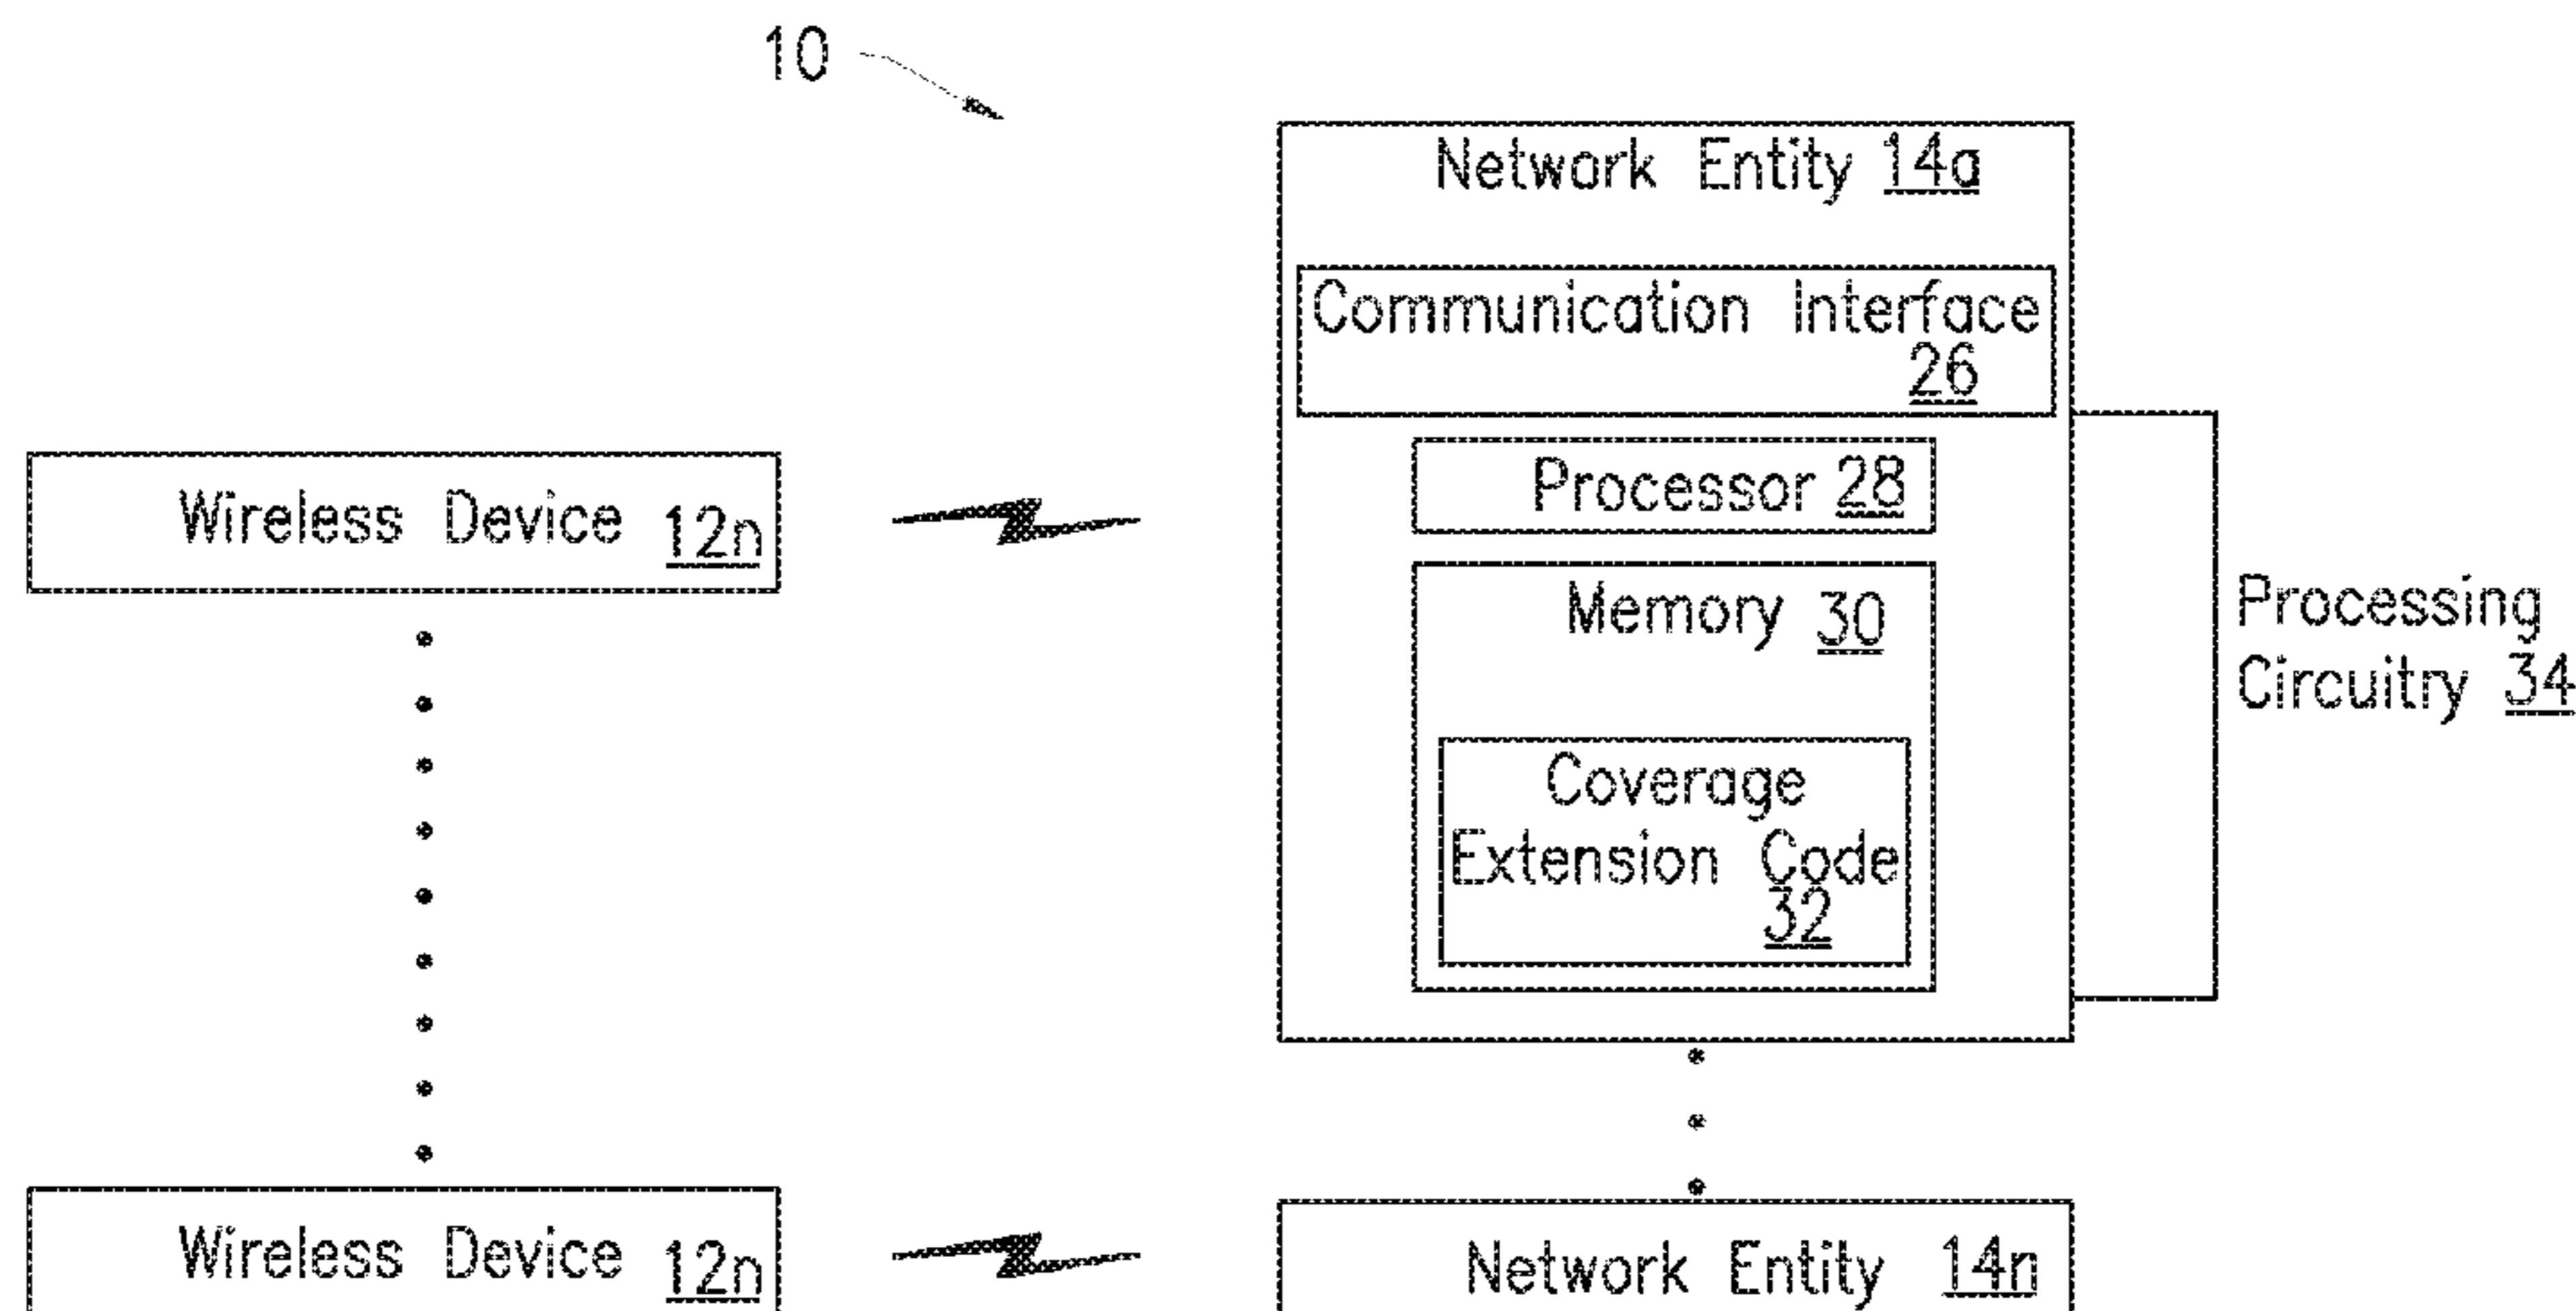 10
Network Entity 14a
Communication Interface
26
Processor 28
Wireless Device 12n
Memory 30
Processing
Circuitry 34
Coverage
Extension Code
32
Wireless Device 12n
Network Entity 14n